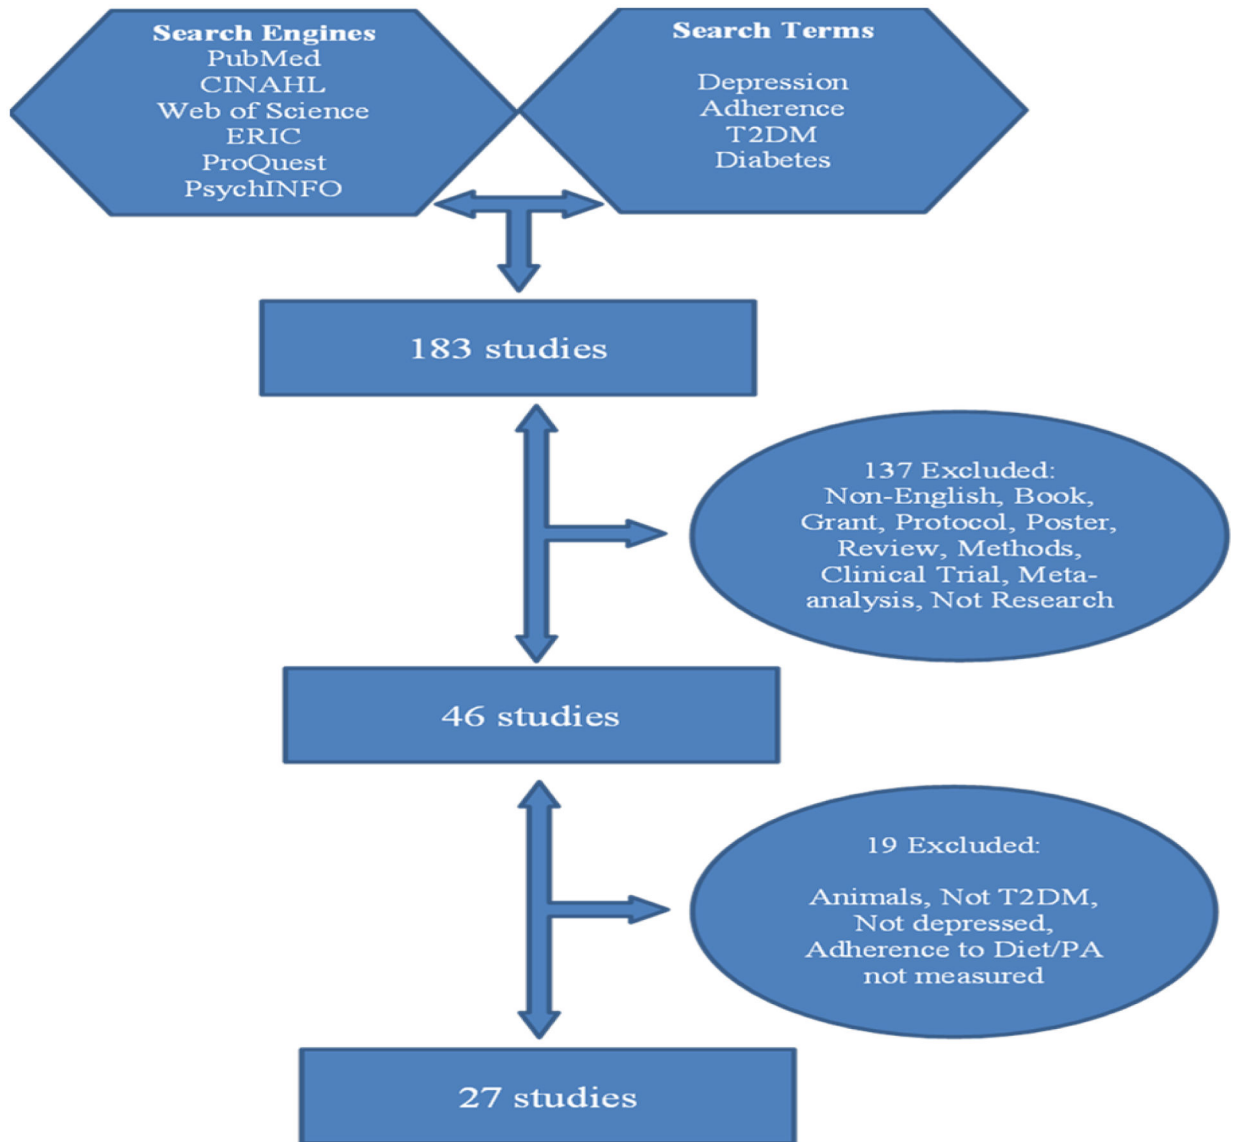 Search Engines
PubMed
CINAHL
Web of Science
ERIC
ProQuest
PsychINFO
Search Terms
Depression
Adherence
T2DM
Diabetes
183 studies
137 Excluded:
Non-English, Book,
Grant, Protocol, Poster,
Review, Methods,
Clinical Trial, Meta-
analysis, Not Research
46 studies
19 Excluded:
Animals, Not T2DM,
Not depressed,
Adherence to Diet/PA
not measured
27 studies